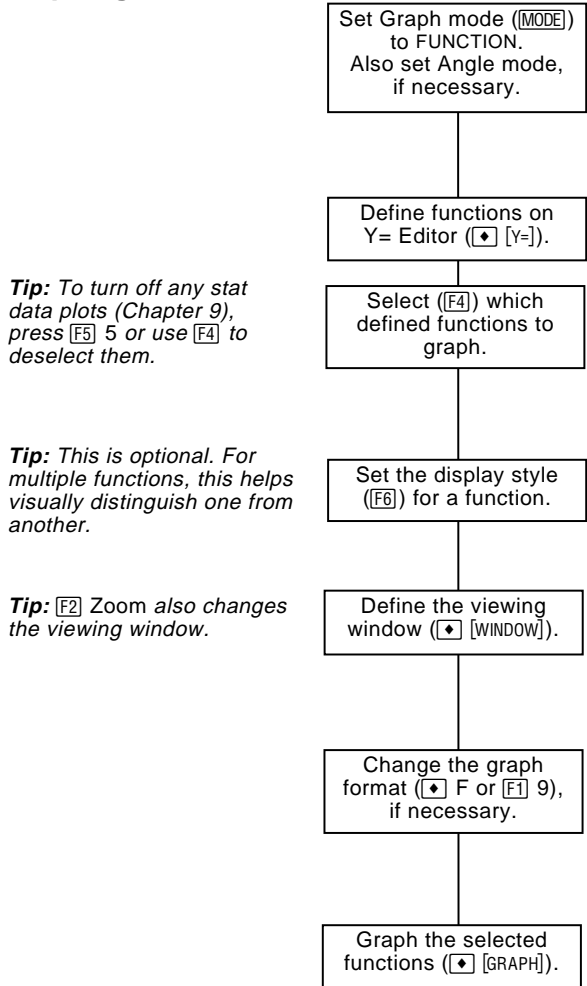 Set Graph mode (MODE)
to FUNCTION.
Also set Angle mode,
if necessary.
Define functions on
Y= Editor (♦ [Y=]).
Tip: To turn off any stat
data plots (Chapter 9),
press F5 5 or use F4 to
deselect them.
Select (F4) which
defined functions to
graph.
Tip: This is optional. For
multiple functions, this helps
visually distinguish one from
another.
Set the display style
(F6) for a function.
Tip: F2 Zoom also changes
the viewing window.
Define the viewing
window (♦ [WINDOW]).
Change the graph
format (♦ F or F1 9),
if necessary.
Graph the selected
functions (♦ [GRAPH]).